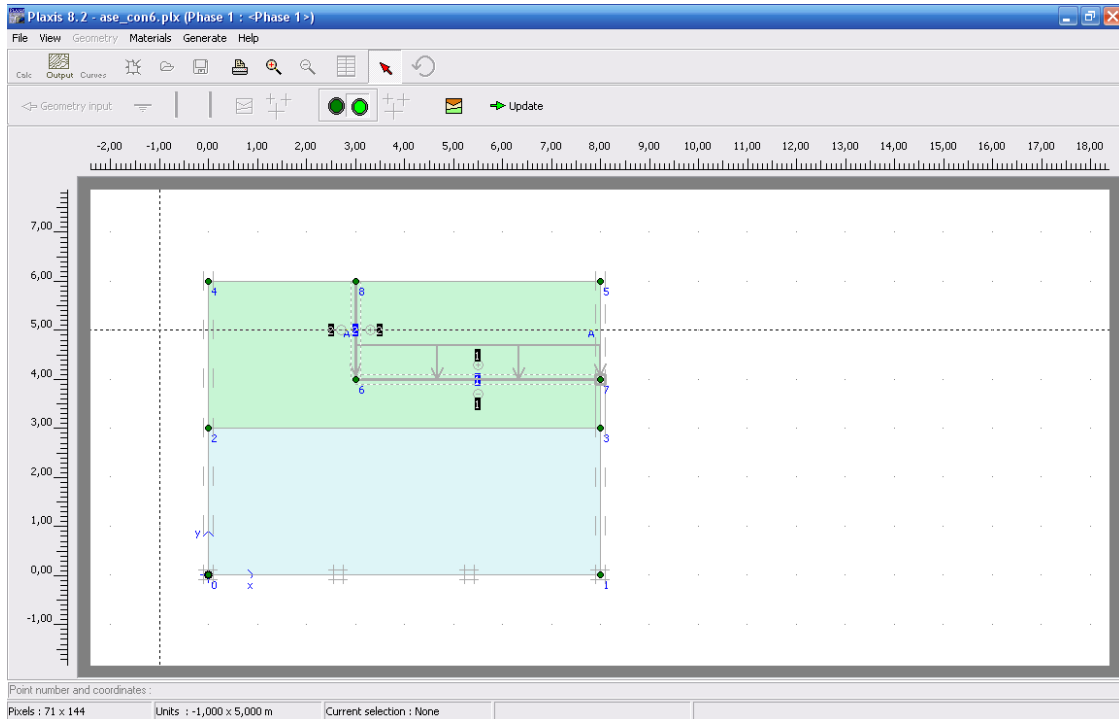 Plaxis 8.2 - ase_con6.plx (Phase 1 : <Phase 1>)
File View Geometry Materials Generate Help
Calc Output Curves
Geometry input Update
-2,00 -1,00 0,00 1,00 2,00 3,00 4,00 5,00 6,00 7,00 8,00 9,00 10,00 11,00 12,00 13,00 14,00 15,00 16,00 17,00 18,00
7,00
6,00
4 8 5
5,00
A A
1
4,00
6 7
1
3,00
2 3
2,00
1,00
y
0,00
0 x 1
-1,00
Point number and coordinates :
Pixels : 71 x 144 Units : -1,000 x 5,000 m Current selection : None